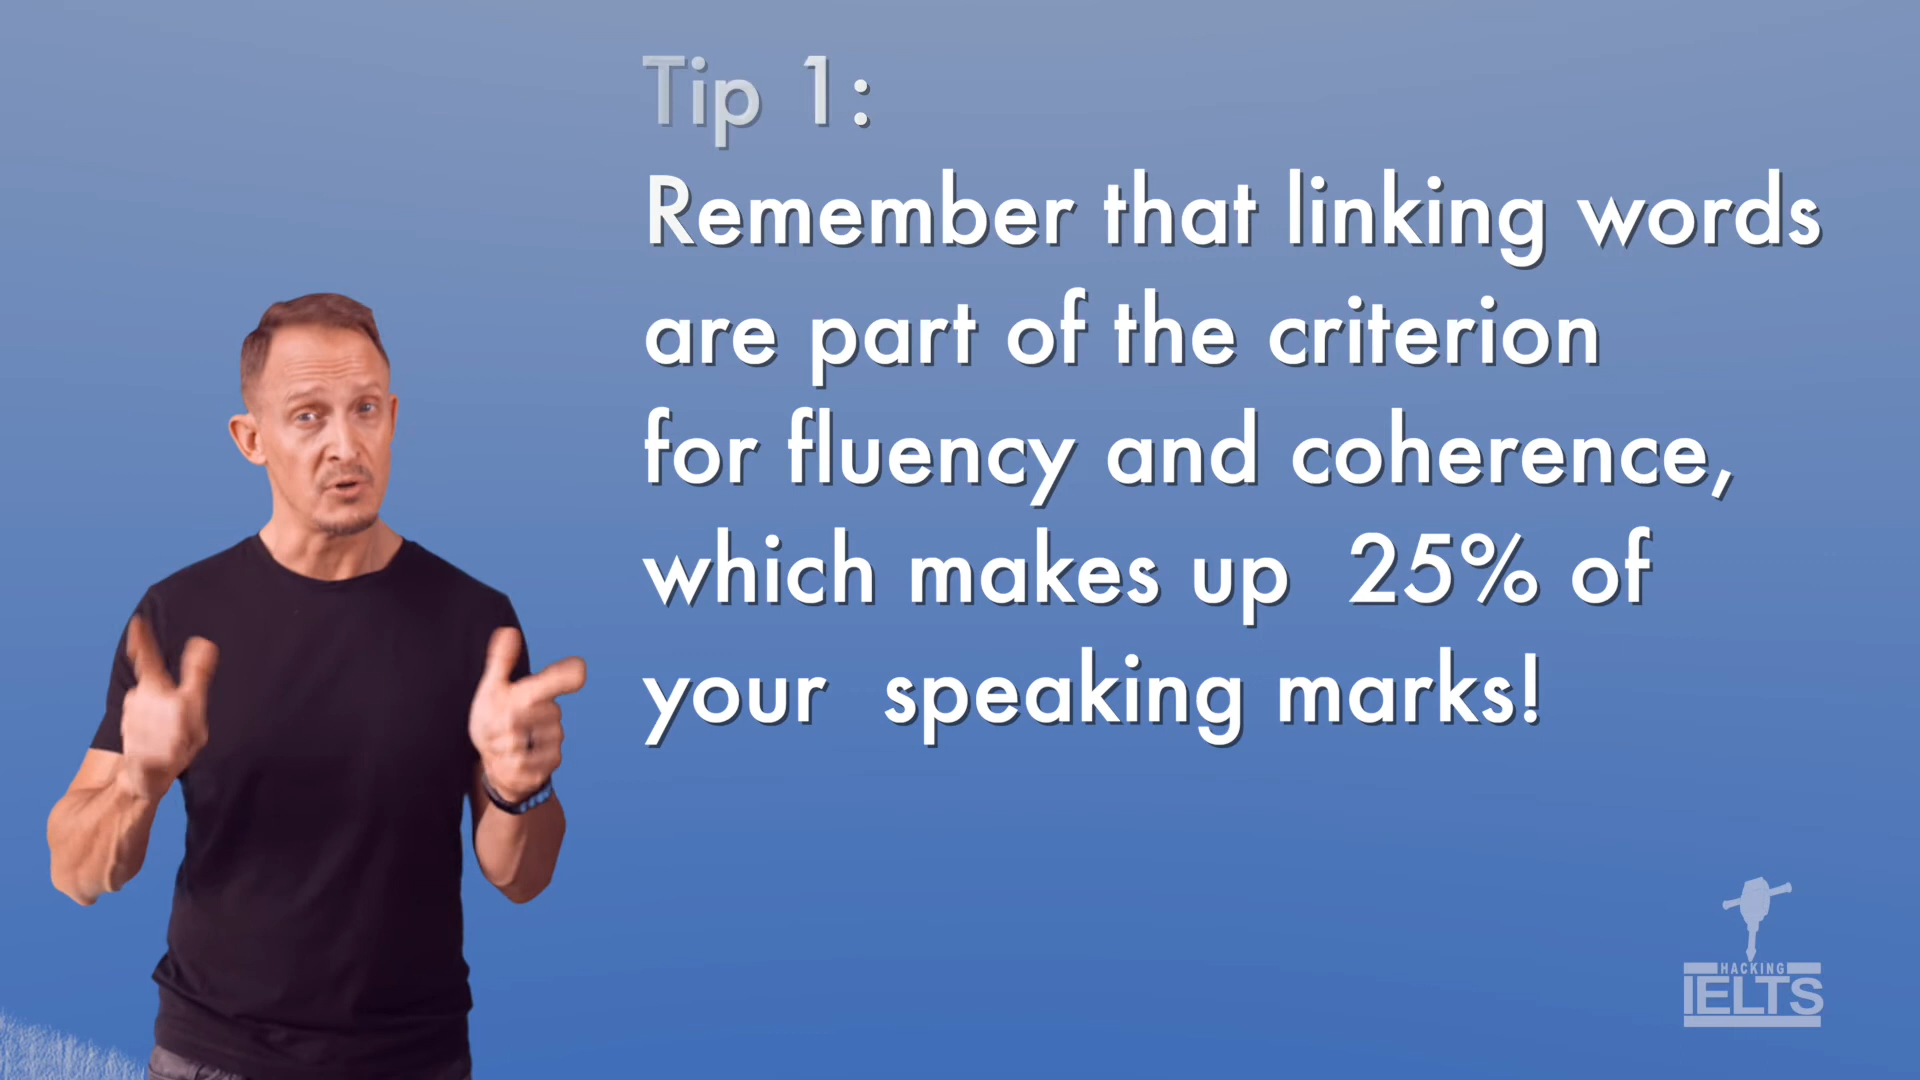 Tip 1:
Remember that linking words
are part of the criterion
for fluency and coherence,
which makes up 25% of
your speaking marks!
HACKING
IELTS